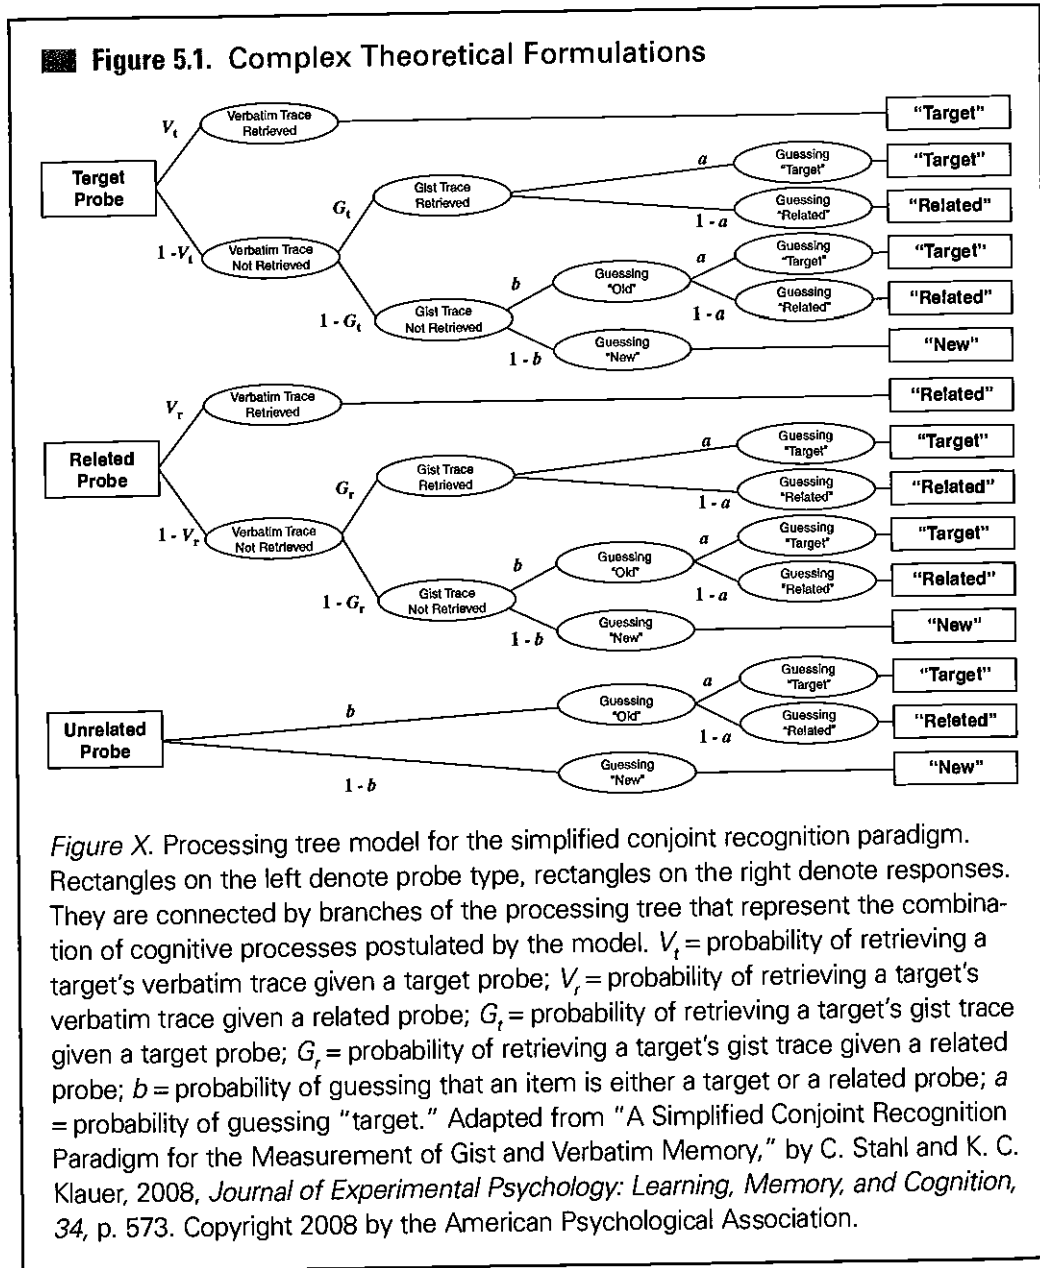 Figure 5.1. Complex Theoretical Formulations
Verbatim Trace
Retrieved
"Target"
Vt
Target
Probe
Gist Trace
Retrieved
a
Guessing
"Target"
"Target"
Gt
1 - a
Guessing
"Related"
"Related"
1 - Vt
Verbatim Trace
Not Retrieved
b
Guessing
"Old"
a
Guessing
"Target"
"Target"
1 - Gt
Gist Trace
Not Retrieved
1 - a
Guessing
"Related"
"Related"
1 - b
Guessing
"New"
"New"
Vr
Verbatim Trace
Retrieved
"Related"
Related
Probe
Gist Trace
Retrieved
a
Guessing
"Target"
"Target"
Gr
1 - a
Guessing
"Related"
"Related"
1 - Vr
Verbatim Trace
Not Retrieved
b
Guessing
"Old"
a
Guessing
"Target"
"Target"
1 - Gr
Gist Trace
Not Retrieved
1 - a
Guessing
"Related"
"Related"
1 - b
Guessing
"New"
"New"
Unrelated
Probe
b
Guessing
"Old"
a
Guessing
"Target"
"Target"
1 - a
Guessing
"Related"
"Releted"
1 - b
Guessing
"New"
"New"
Figure X. Processing tree model for the simplified conjoint recognition paradigm.
Rectangles on the left denote probe type, rectangles on the right denote responses.
They are connected by branches of the processing tree that represent the combina-
tion of cognitive processes postulated by the model. Vt = probability of retrieving a
target's verbatim trace given a target probe; Vr = probability of retrieving a target's
verbatim trace given a related probe; Gt = probability of retrieving a target's gist trace
given a target probe; Gr = probability of retrieving a target's gist trace given a related
probe; b = probability of guessing that an item is either a target or a related probe; a
= probability of guessing "target." Adapted from "A Simplified Conjoint Recognition
Paradigm for the Measurement of Gist and Verbatim Memory," by C. Stahl and K. C.
Klauer, 2008, Journal of Experimental Psychology: Learning, Memory, and Cognition,
34, p. 573. Copyright 2008 by the American Psychological Association.